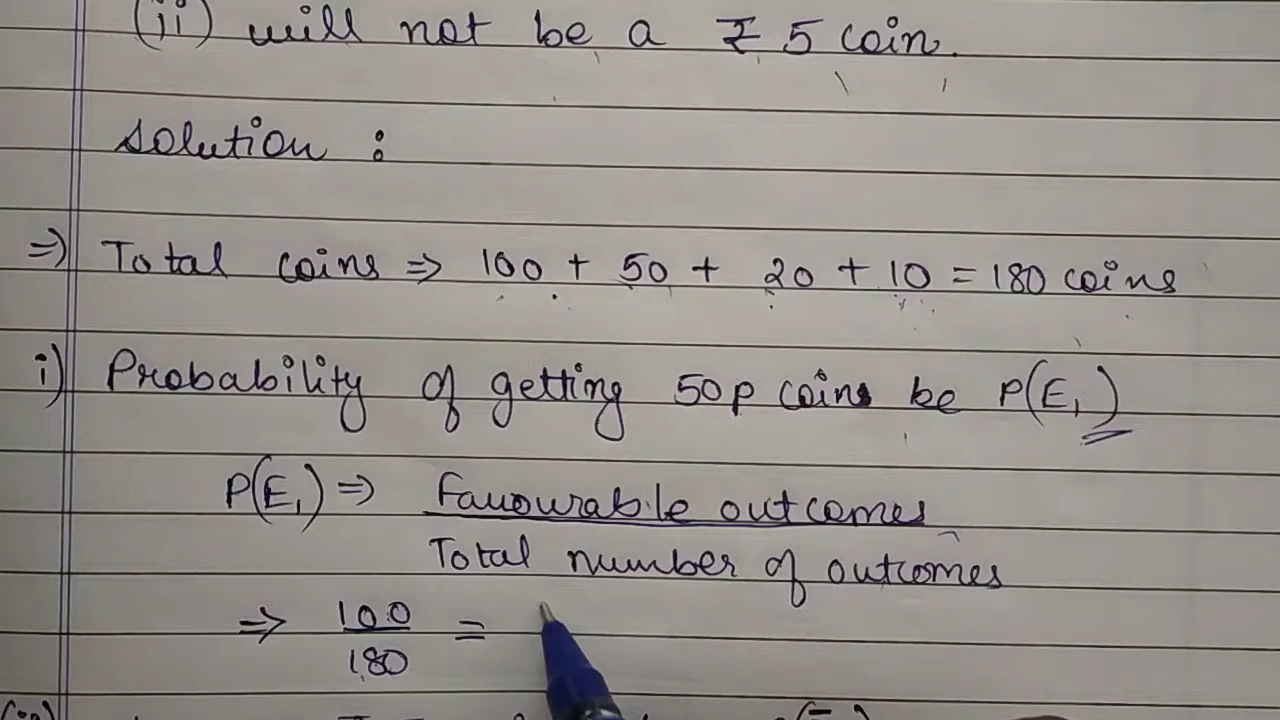 (ii) will not be a ₹ 5 coin.
Solution :
⇒) Total coins ⇒ 100 + 50 + 20 + 10 = 180 coins
i) Probability of getting 50p coins be P(E₁)
P(E₁) ⇒ Favourable outcomes
Total number of outcomes
⇒ 100 =
180